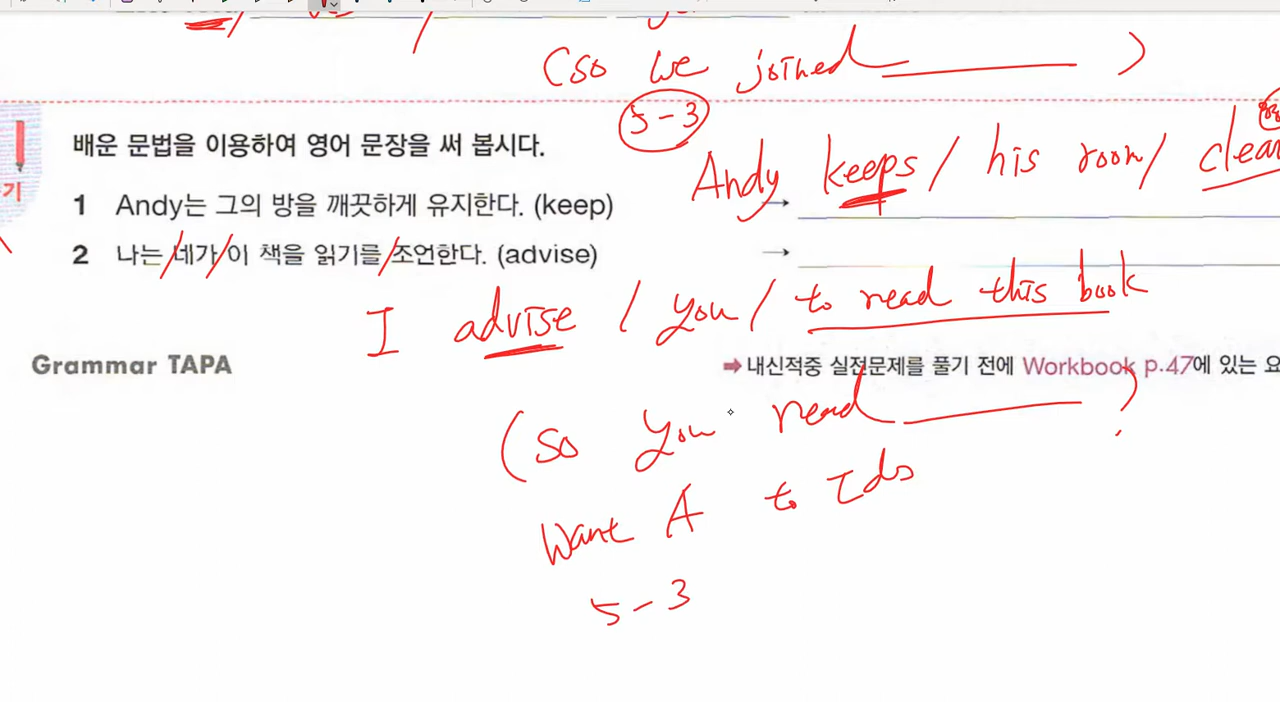 (so we joined ______ )
5-3
배운 문법을 이용하여 영어 문장을 써 봅시다.
Andy keeps / his room / clean
1 Andy는 그의 방을 깨끗하게 유지한다. (keep) →
2 나는/네가/이 책을 읽기를/조언한다. (advise) →
I advise / you / to read this book
Grammar TAPA
➡ 내신적중 실전문제를 풀기 전에 Workbook p.47에 있는 요
(so you read ______ ?
Want A to
5-3